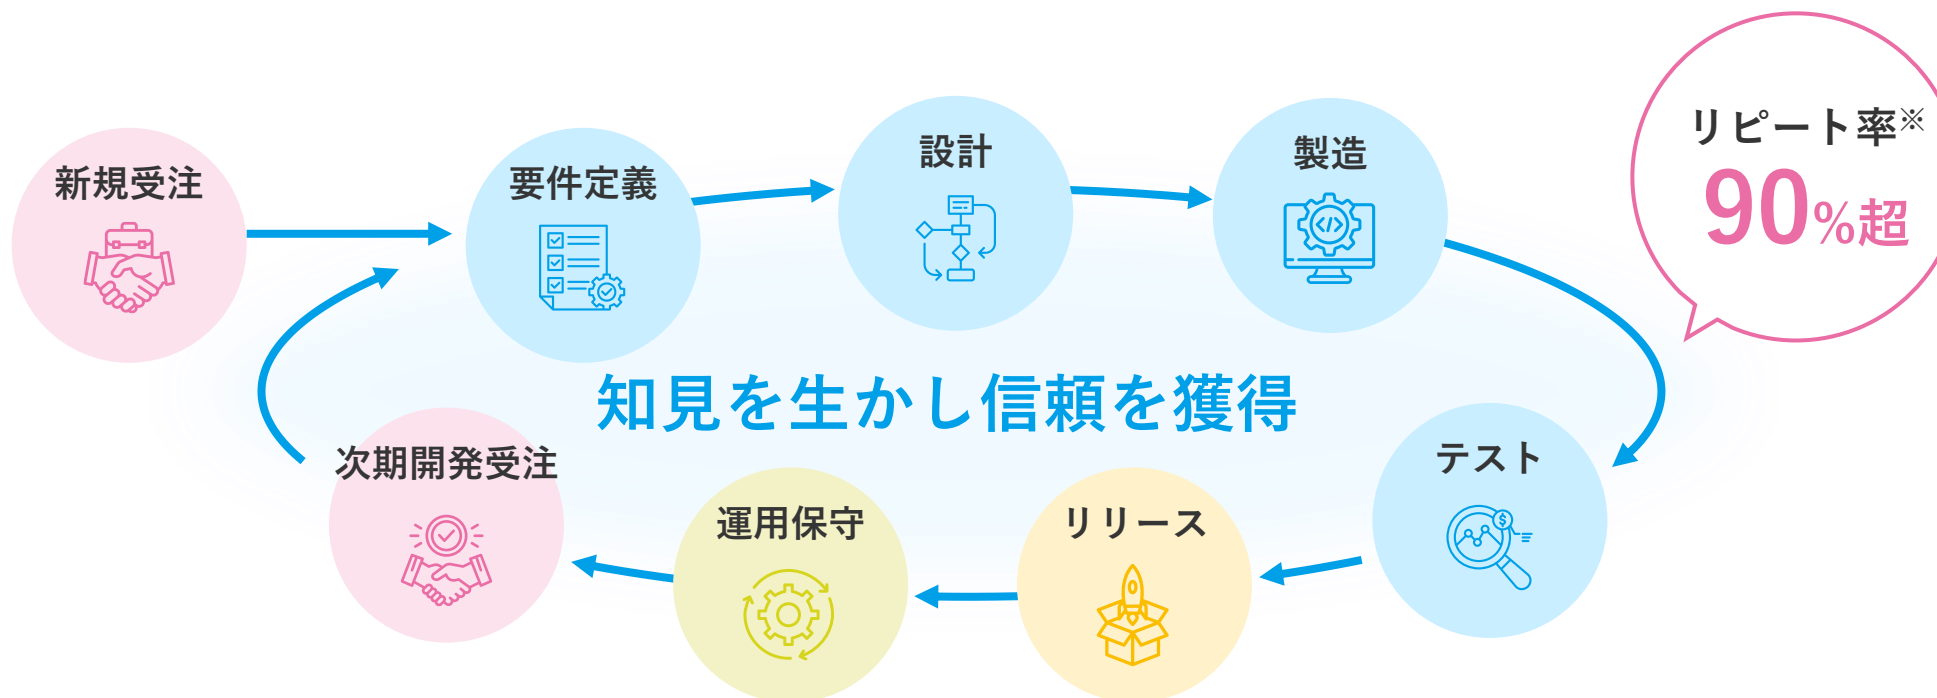 新規受注
要件定義
設計
製造
リピート率※
90%超
知見を生かし信頼を獲得
次期開発受注
運用保守
リリース
テスト